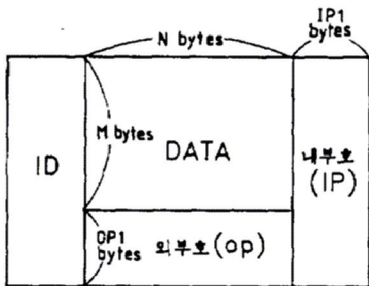 IP1
bytes
N bytes
M bytes
ID
DATA
내부호
(IP)
OP1
bytes
외부호(op)